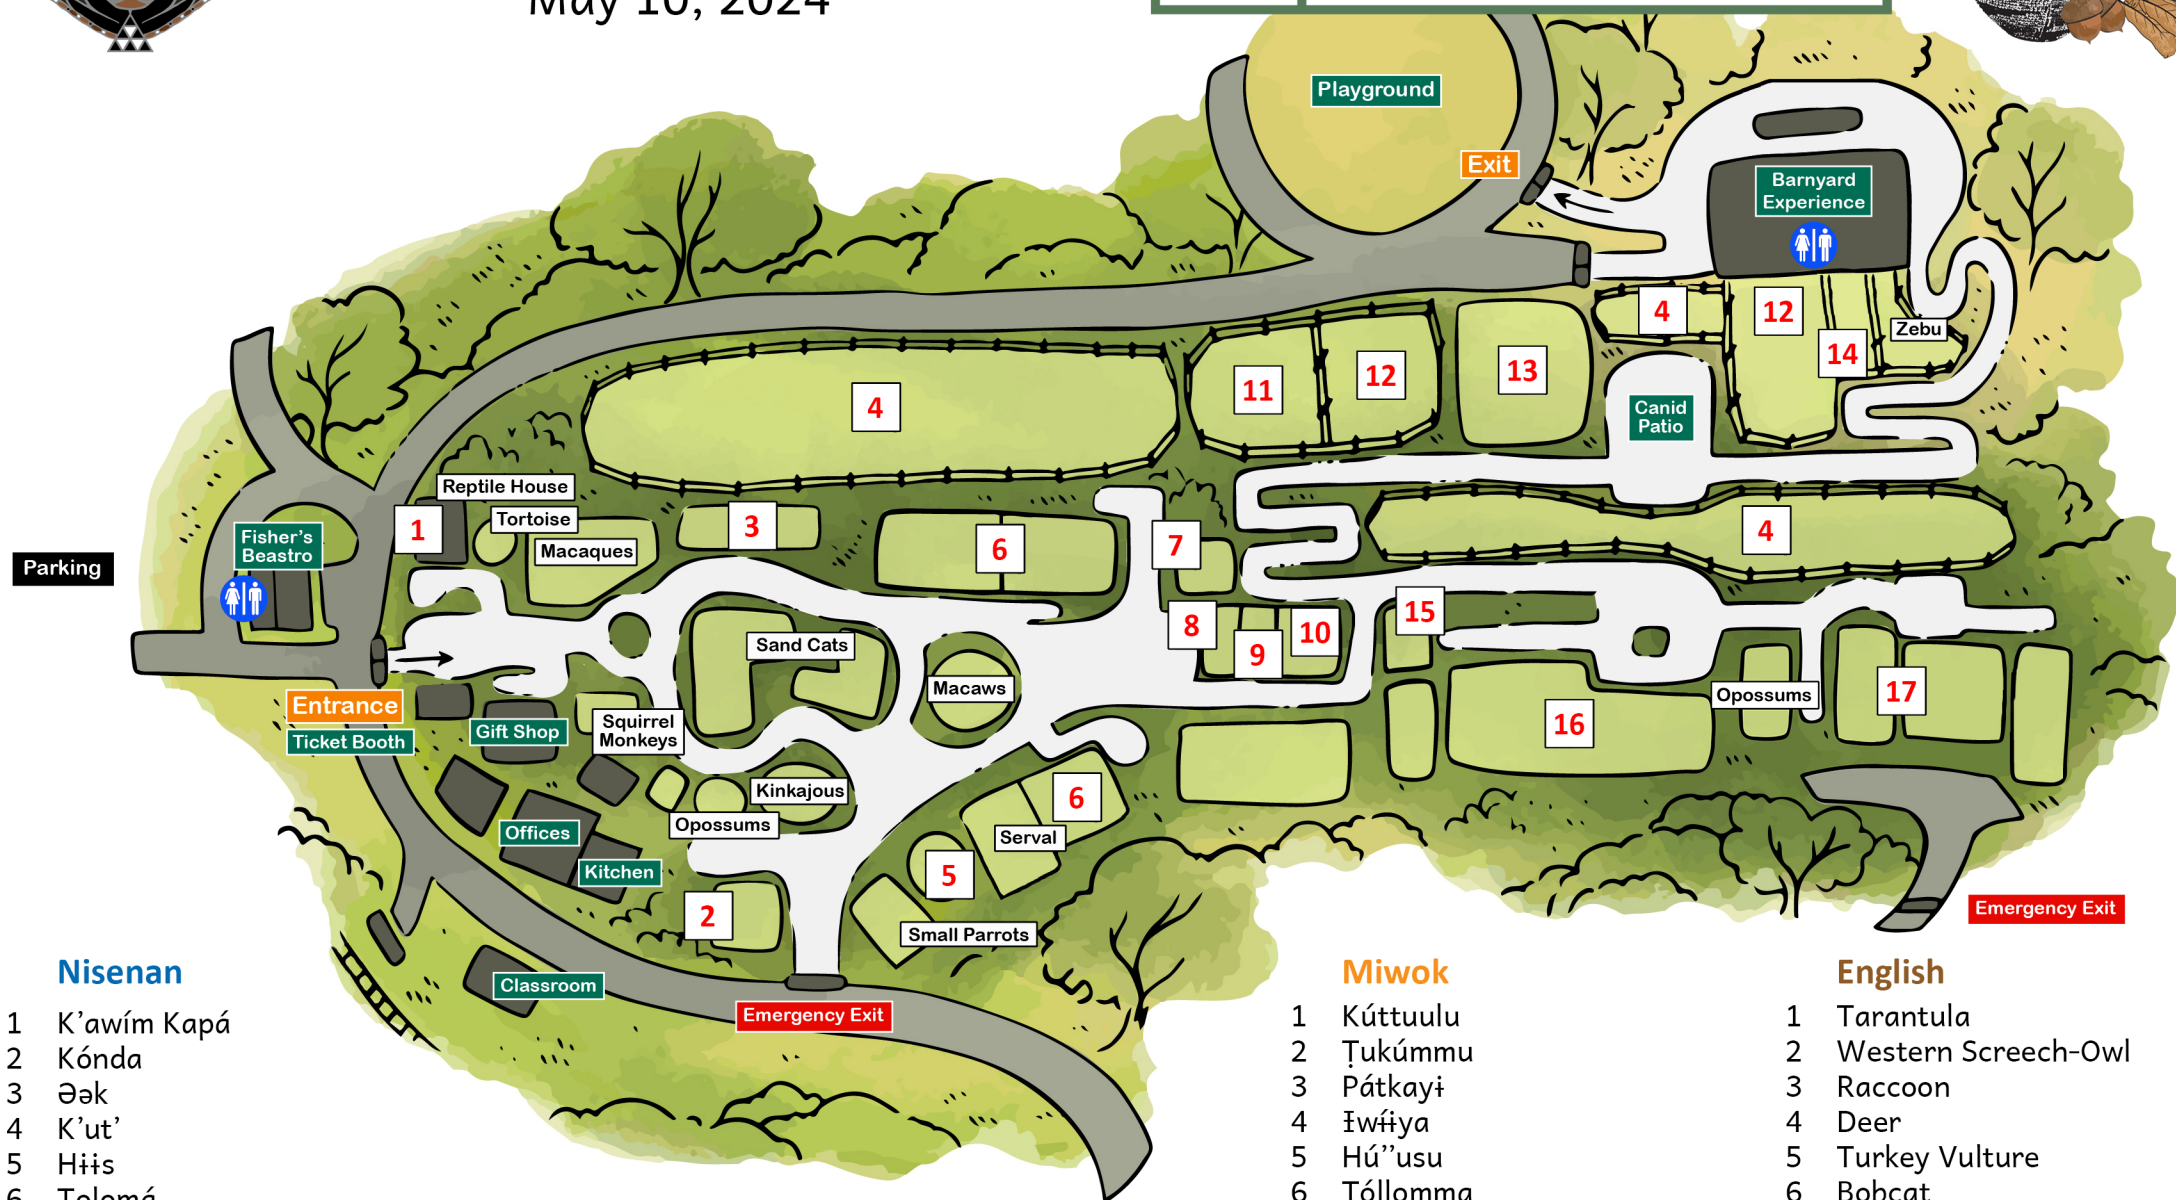 May 10, 2024
Playground
Exit
Barnyard
Experience
4
12
14
Zebu
11
12
13
Canid
Patio
4
Reptile House
1
Tortoise
Macaques
3
6
7
4
Fisher's
Beastro
Parking
8
9
10
15
Sand Cats
Macaws
Entrance
Ticket Booth
Gift Shop
Squirrel
Monkeys
16
Opossums
17
Kinkajous
Opossums
6
Serval
Offices
Kitchen
5
2
Small Parrots
Emergency Exit
Classroom
Emergency Exit
Nisenan
1 K’awím Kapá
2 Kónda
3 Əək
4 K’ut’
5 Hɨɨs
6 Tolomá
Miwok
1 Kúttuulu
2 Ṭukúmmu
3 Pátkayɨ
4 Ɨwɨ́ɨya
5 Hú’’usu
6 Tóllomma
English
1 Tarantula
2 Western Screech-Owl
3 Raccoon
4 Deer
5 Turkey Vulture
6 Bobcat